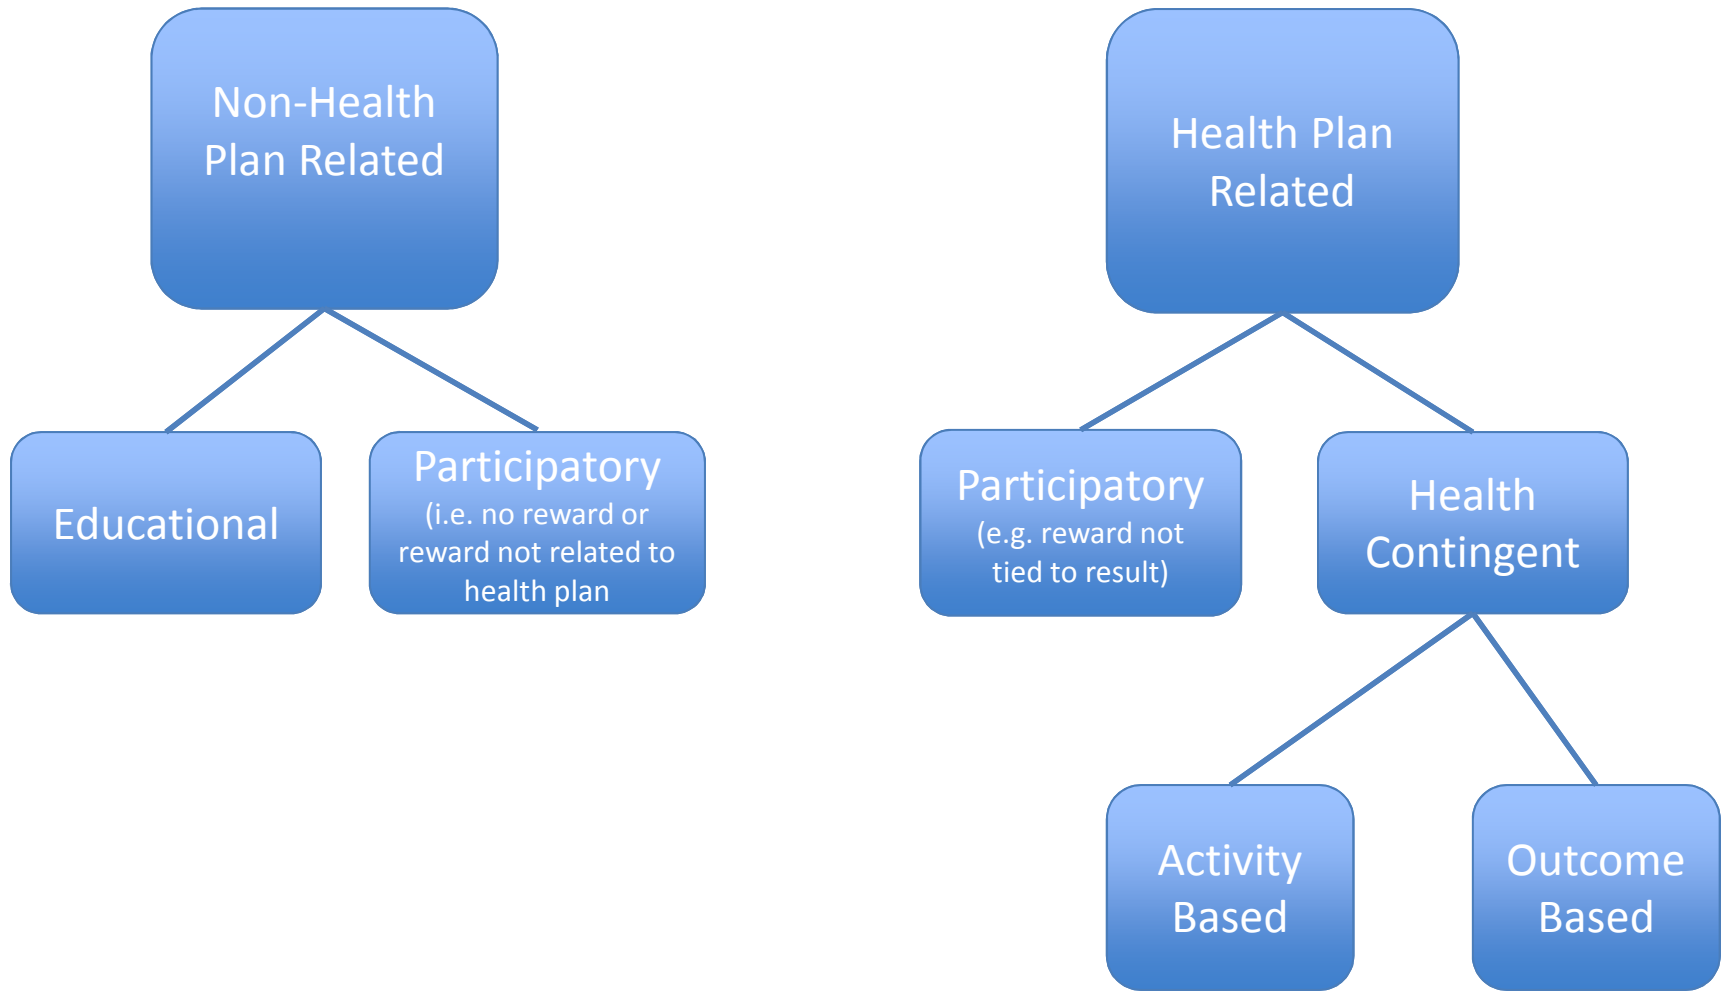 Non-Health
Plan Related
Health Plan
Related
Educational
Participatory
(i.e. no reward or
reward not related to
health plan
Participatory
(e.g. reward not
tied to result)
Health
Contingent
Activity
Based
Outcome
Based